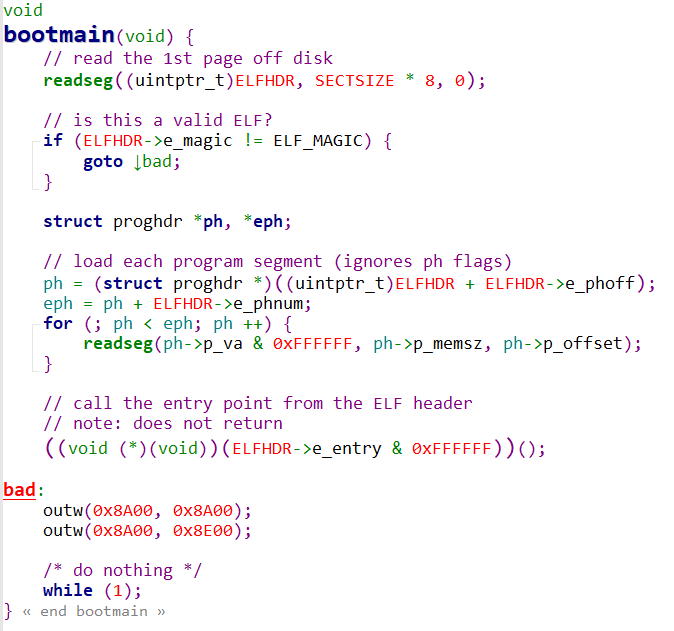 void
bootmain(void) {
    // read the 1st page off disk
    readseg((uintptr_t)ELFHDR, SECTSIZE * 8, 0);

    // is this a valid ELF?
    if (ELFHDR->e_magic != ELF_MAGIC) {
        goto ↓bad;
    }

    struct proghdr *ph, *eph;

    // load each program segment (ignores ph flags)
    ph = (struct proghdr *)((uintptr_t)ELFHDR + ELFHDR->e_phoff);
    eph = ph + ELFHDR->e_phnum;
    for (; ph < eph; ph ++) {
        readseg(ph->p_va & 0xFFFFFF, ph->p_memsz, ph->p_offset);
    }

    // call the entry point from the ELF header
    // note: does not return
    ((void (*)(void))(ELFHDR->e_entry & 0xFFFFFF))();

bad:
    outw(0x8A00, 0x8A00);
    outw(0x8A00, 0x8E00);

    /* do nothing */
    while (1);
} « end bootmain »